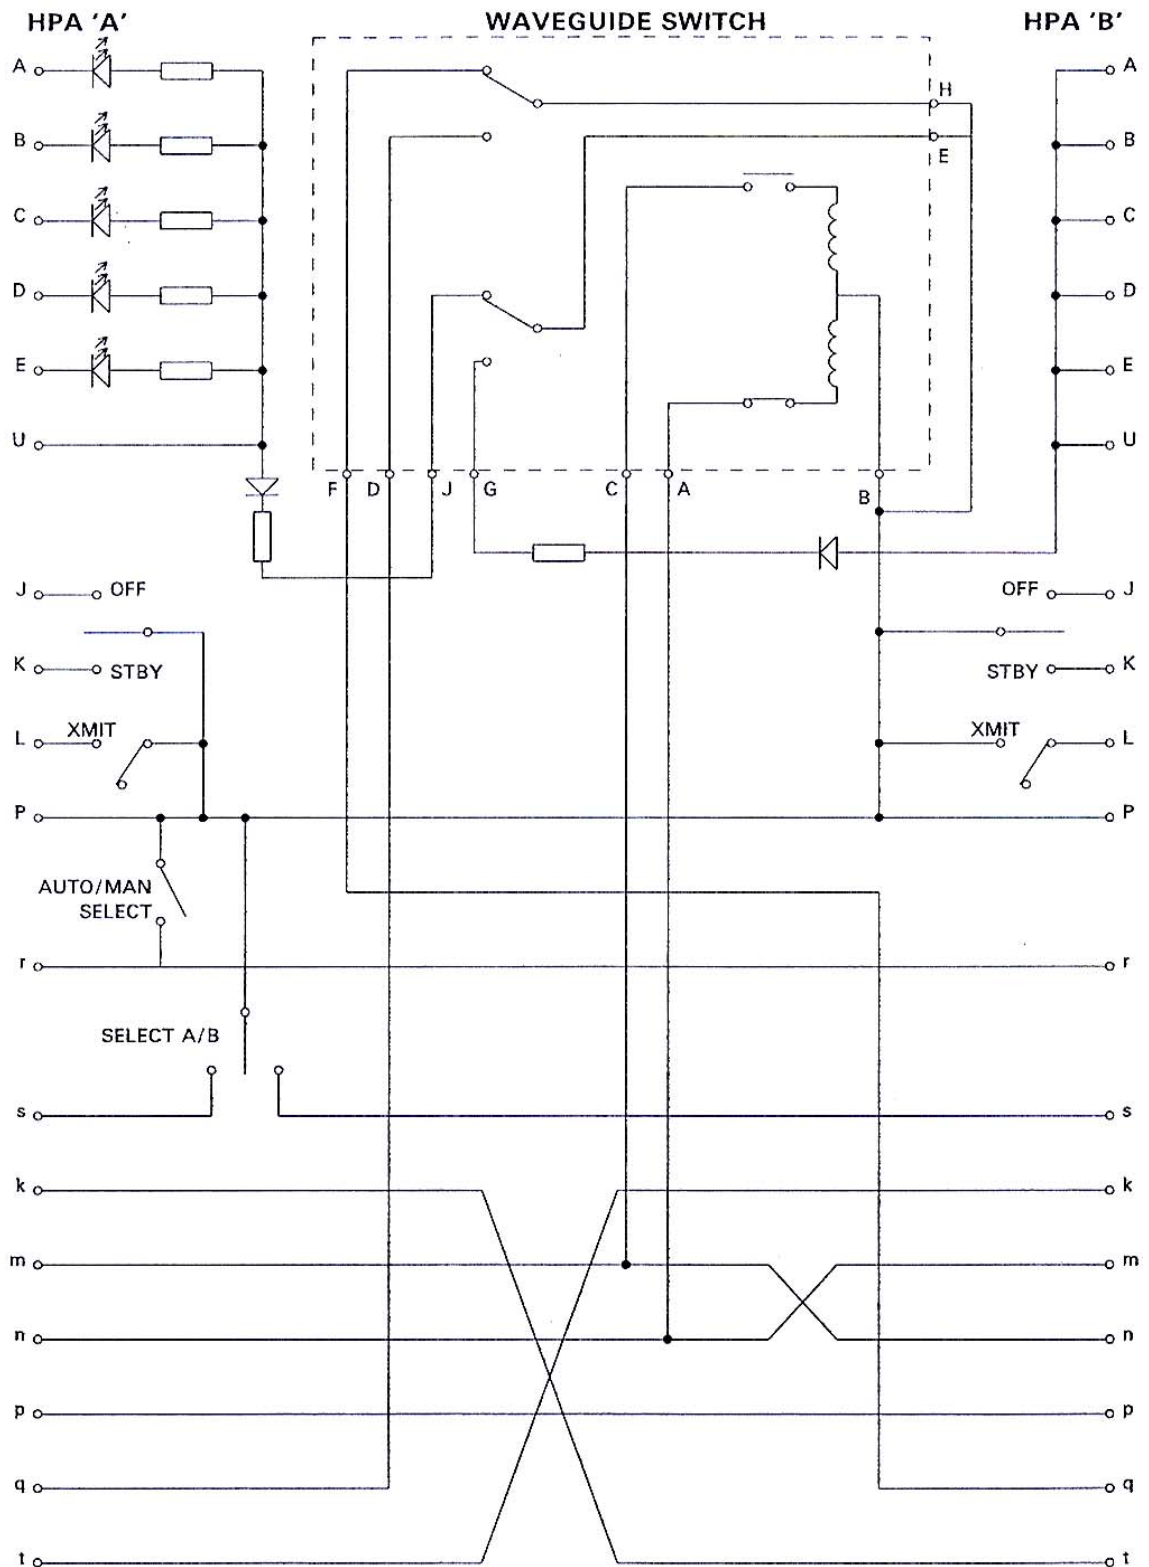 HPA 'A' WAVEGUIDE SWITCH HPA 'B'
A A
H
B B
E
C C
D D
E E
U U
F D J G C A B
J OFF OFF J
K STBY STBY K
L XMIT XMIT L
P P
AUTO/MAN
SELECT
r r
SELECT A/B
s s
k k
m m
n n
p p
q q
t t